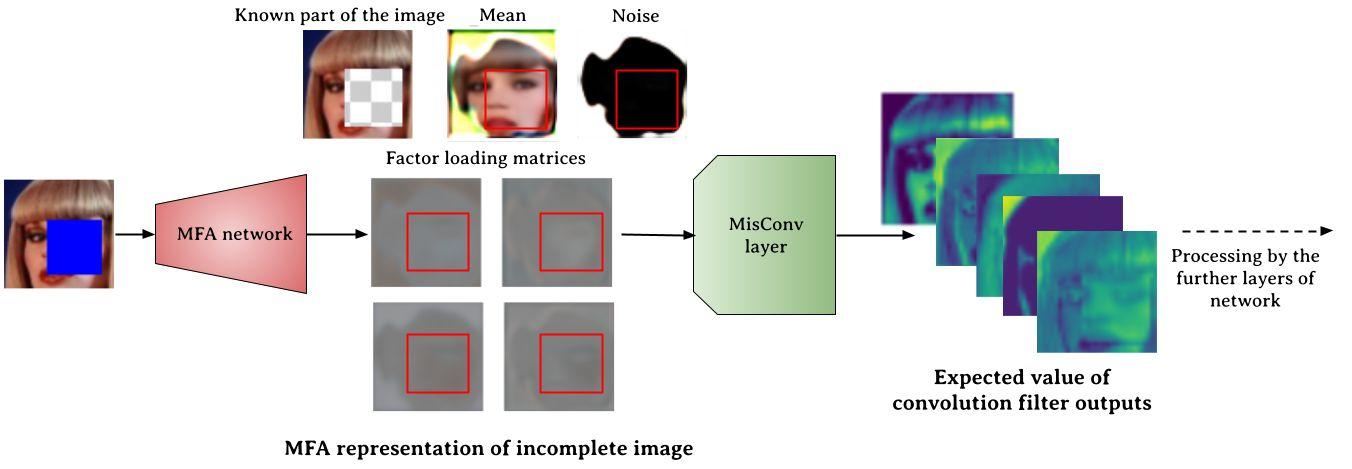 Known part of the image
Mean
Noise
Factor loading matrices
MFA network
MisConv
layer
Processing by the
further layers of
network
Expected value of
convolution filter outputs
MFA representation of incomplete image